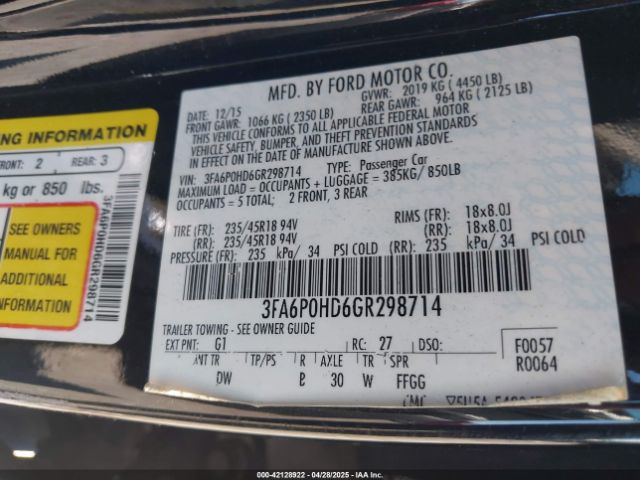 MFD. BY FORD MOTOR CO.
DATE: 12/15 GVWR: 2019 KG ( 4450 LB)
FRONT GAWR: 1066 KG ( 2350 LB) REAR GAWR: 964 KG ( 2125 LB)
THIS VEHICLE CONFORMS TO ALL APPLICABLE FEDERAL MOTOR
VEHICLE SAFETY, BUMPER, AND THEFT PREVENTION STANDARDS
IN EFFECT ON THE DATE OF MANUFACTURE SHOWN ABOVE.
VIN: 3FA6P0HD6GR298714 TYPE: Passenger Car
MAXIMUM LOAD = OCCUPANTS + LUGGAGE = 385KG/ 850LB
OCCUPANTS = 5 TOTAL; 2 FRONT, 3 REAR
TIRE (FR): 235/45R18 94V RIMS (FR): 18x8.0J
(RR): 235/45R18 94V (RR): 18x8.0J
PRESSURE (FR): 235 kPa/ 34 PSI COLD (RR): 235 kPa/ 34 PSI COLD
3FA6P0HD6GR298714
TRAILER TOWING - SEE OWNER GUIDE
EXT PNT: G1 RC: 27 DSO: F0057
R0064
INT TR TP/PS R AXLE TR SPR
DW B 30 W FFGG
ING INFORMATION
FRONT: 2 REAR: 3
kg or 850 lbs.
SEE OWNERS
MANUAL FOR
ADDITIONAL
INFORMATION
3FA6P0HD6GR298714
000-42128922 - 04/28/2025 - IAAI.COM